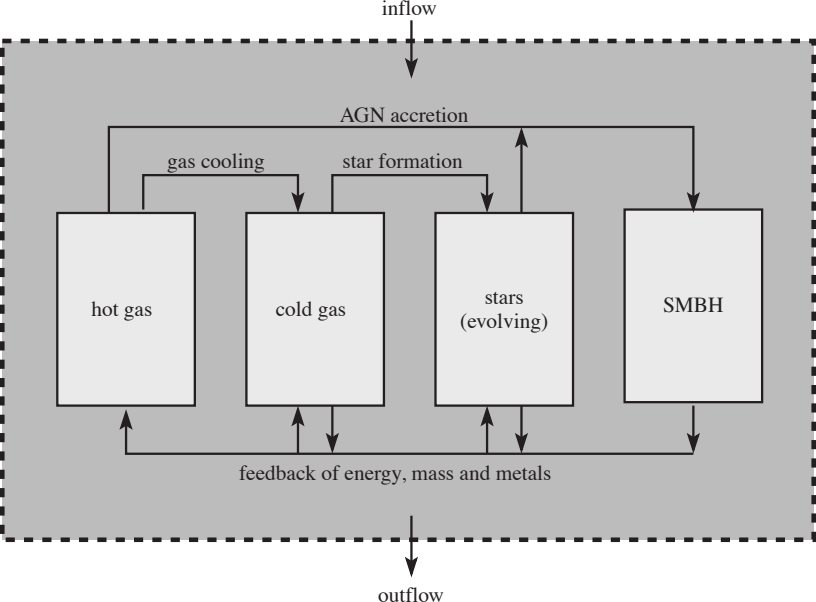 inflow
AGN accretion
gas cooling
star formation
hot gas
cold gas
stars
(evolving)
SMBH
feedback of energy, mass and metals
outflow